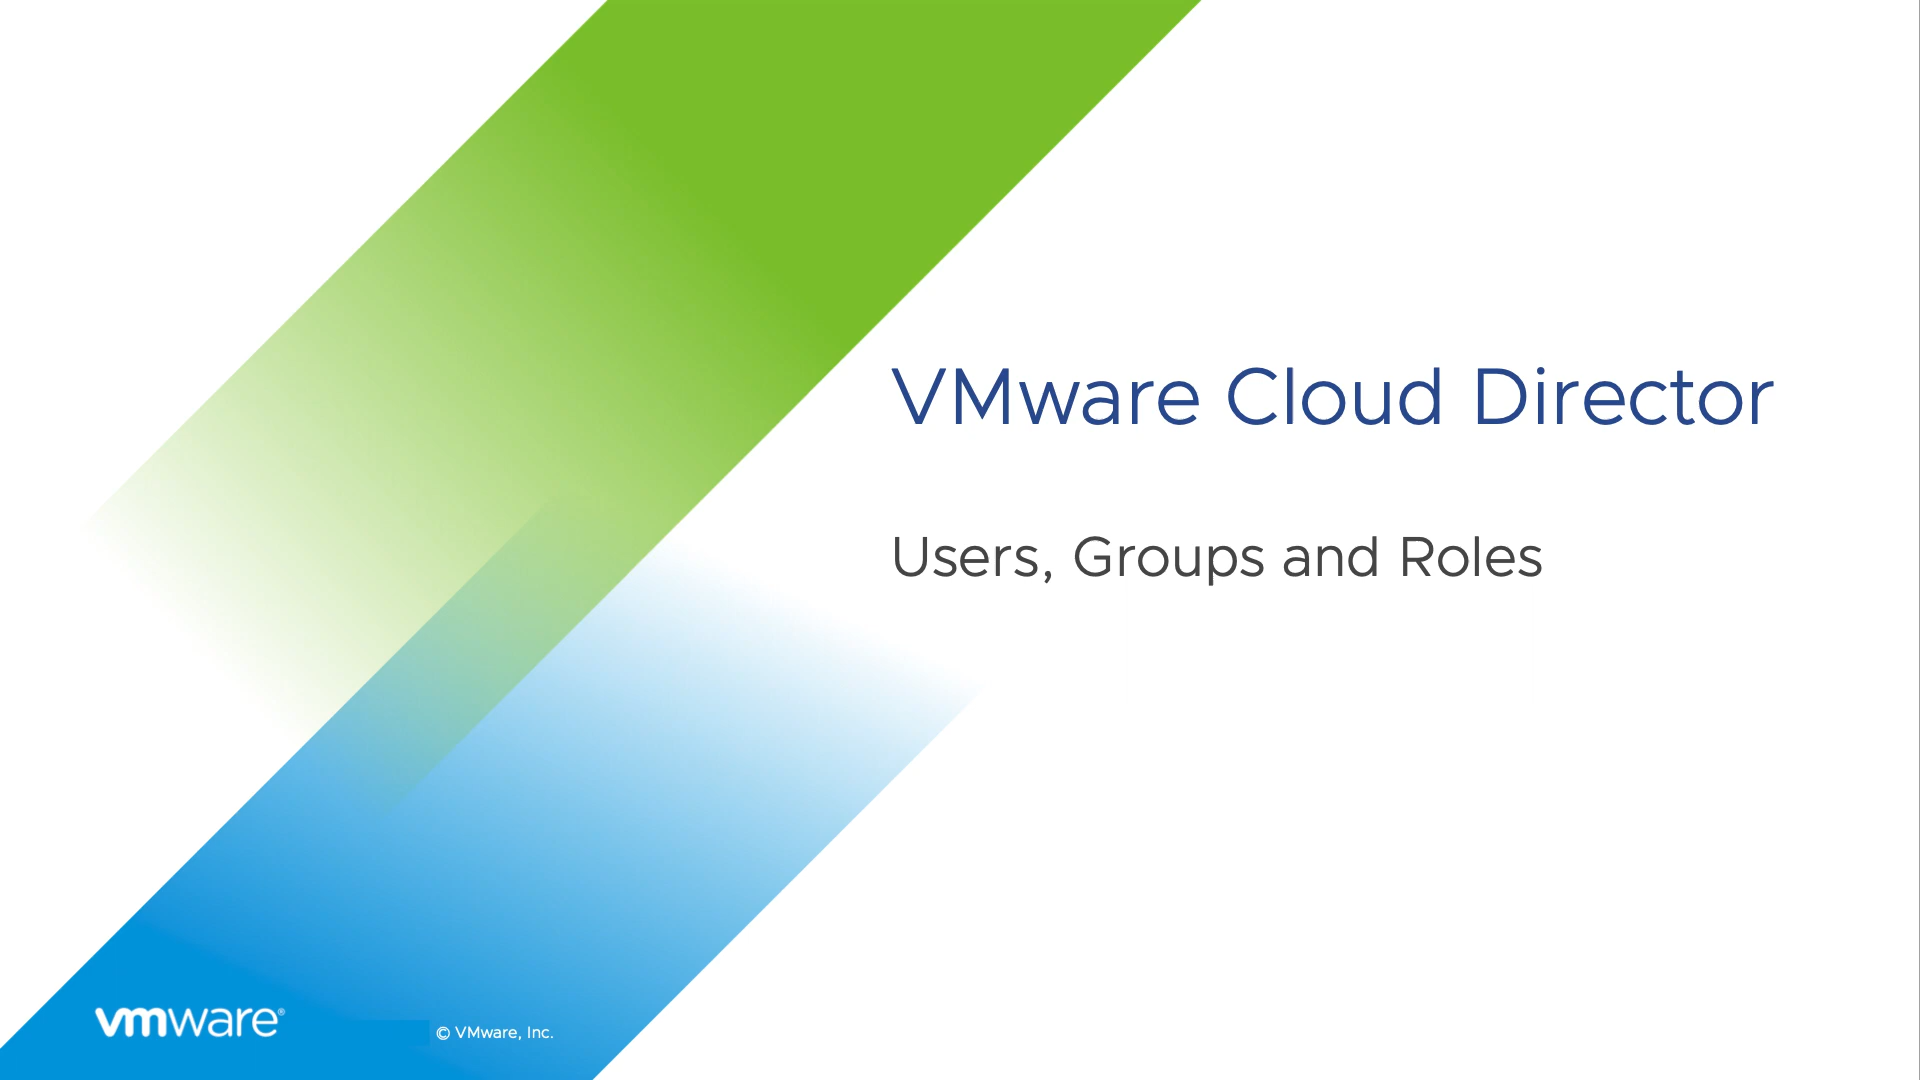 VMware Cloud Director
Users, Groups and Roles
vmware®
© VMware, Inc.